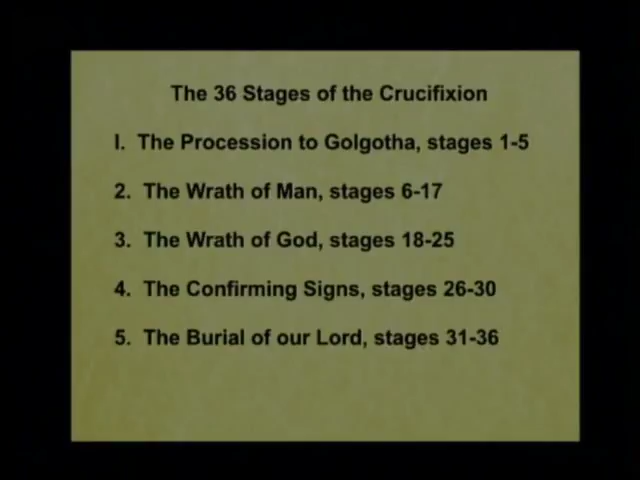 The 36 Stages of the Crucifixion
I. The Procession to Golgotha, stages 1-5
2. The Wrath of Man, stages 6-17
3. The Wrath of God, stages 18-25
4. The Confirming Signs, stages 26-30
5. The Burial of our Lord, stages 31-36